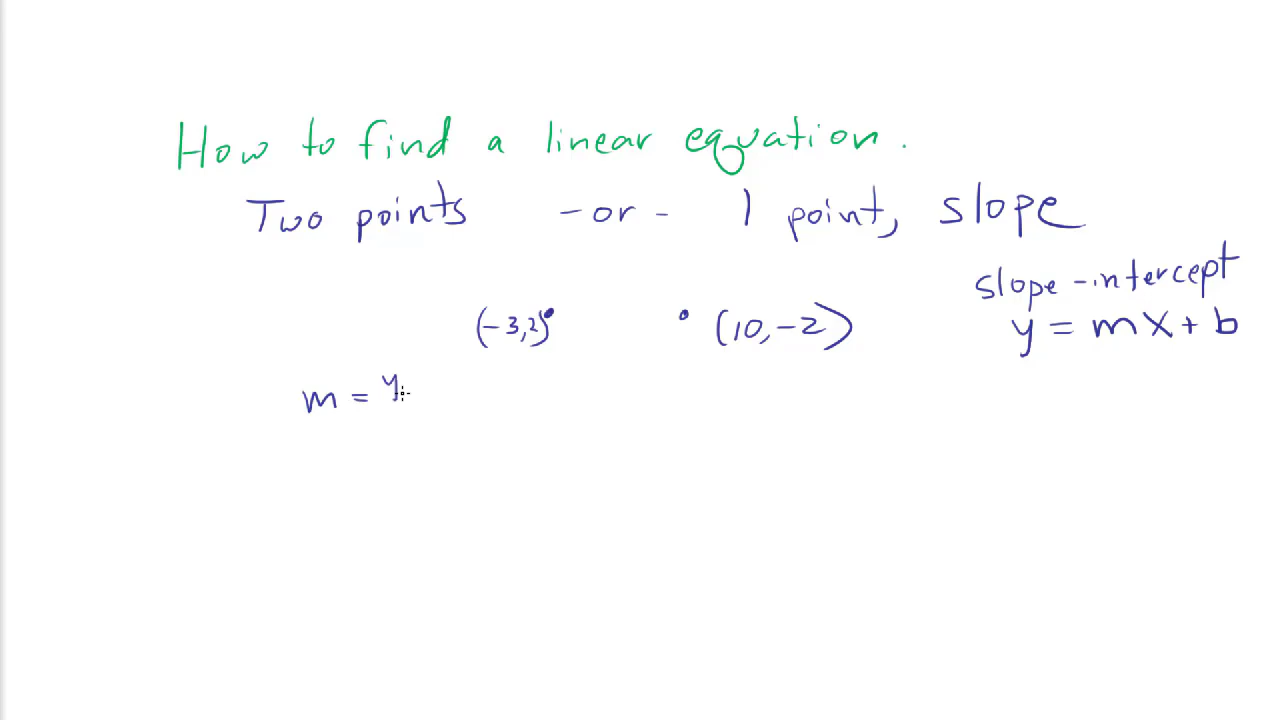 How to find a linear equation.
Two points -or- 1 point, slope
slope-intercept
(-3,2) (10,-2) y = mx + b
m = y